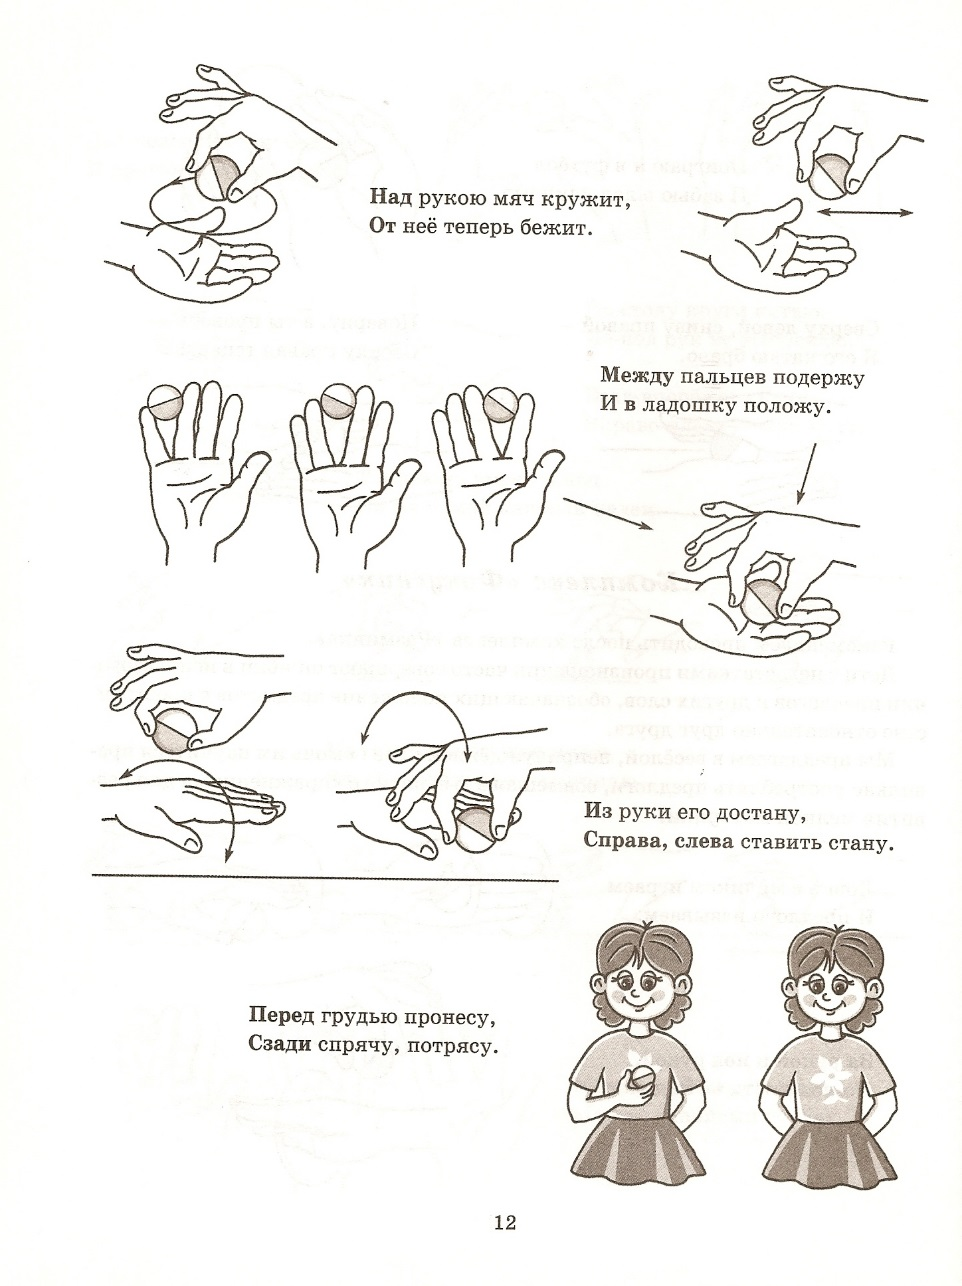 Над рукою мяч кружит,
От неё теперь бежит.
Между пальцев подержу
И в ладошку положу.
Из руки его достану,
Справа, слева ставить стану.
Перед грудью пронесу,
Сзади спрячу, потрясу.
12